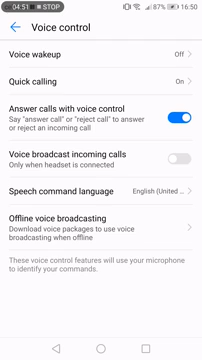 04:51 STOP 16:50
Voice control
Voice wakeup Off
Quick calling On
Answer calls with voice control
Say "answer call" or "reject call" to answer
or reject an incoming call
Voice broadcast incoming calls
Only when headset is connected
Speech command language English (United ...
Offline voice broadcasting
Download voice packages to use voice
broadcasting when offline
These voice control features will use your microphone
to identify your commands.